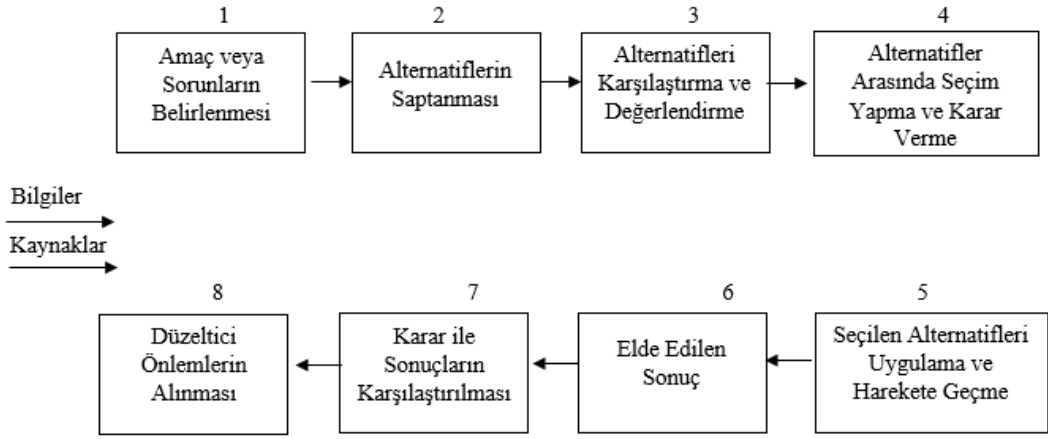 1
Amaç veya
Sorunların
Belirlenmesi
2
Alternatiflerin
Saptanması
3
Alternatifleri
Karşılaştırma ve
Değerlendirme
4
Alternatifler
Arasında Seçim
Yapma ve Karar
Verme
Bilgiler
Kaynaklar
8
Düzeltici
Önlemlerin
Alınması
7
Karar ile
Sonuçların
Karşılaştırılması
6
Elde Edilen
Sonuç
5
Seçilen Alternatifleri
Uygulama ve
Harekete Geçme